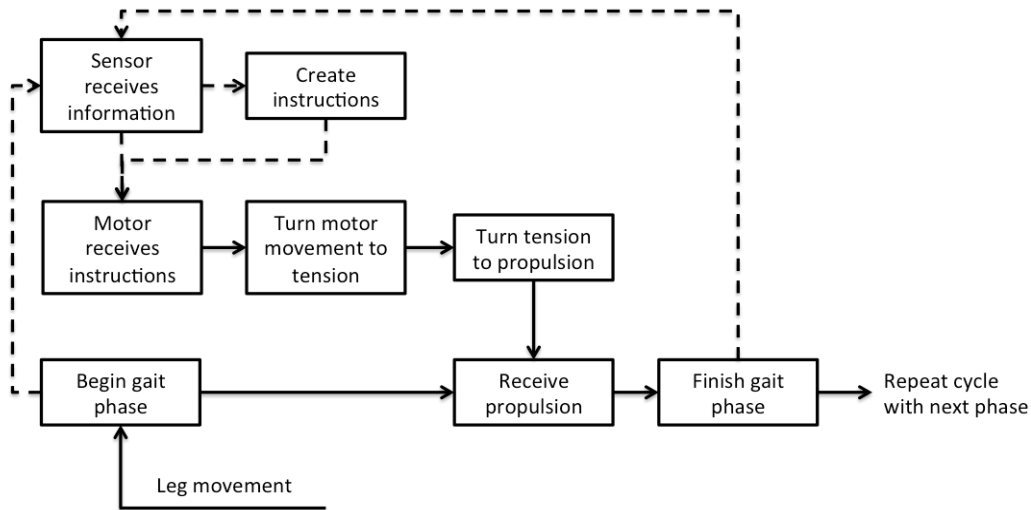 Sensor
receives
information
Create
instructions
Motor
receives
instructions
Turn motor
movement to
tension
Turn tension
to propulsion
Begin gait
phase
Receive
propulsion
Finish gait
phase
Repeat cycle
with next phase
Leg movement